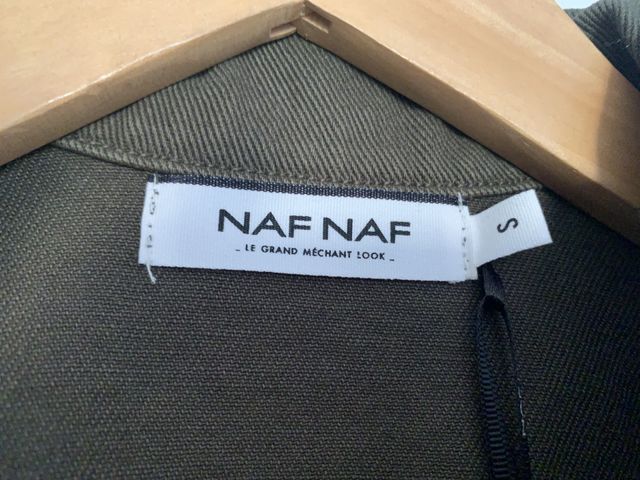 NAF NAF
_ LE GRAND MÉCHANT LOOK _
S